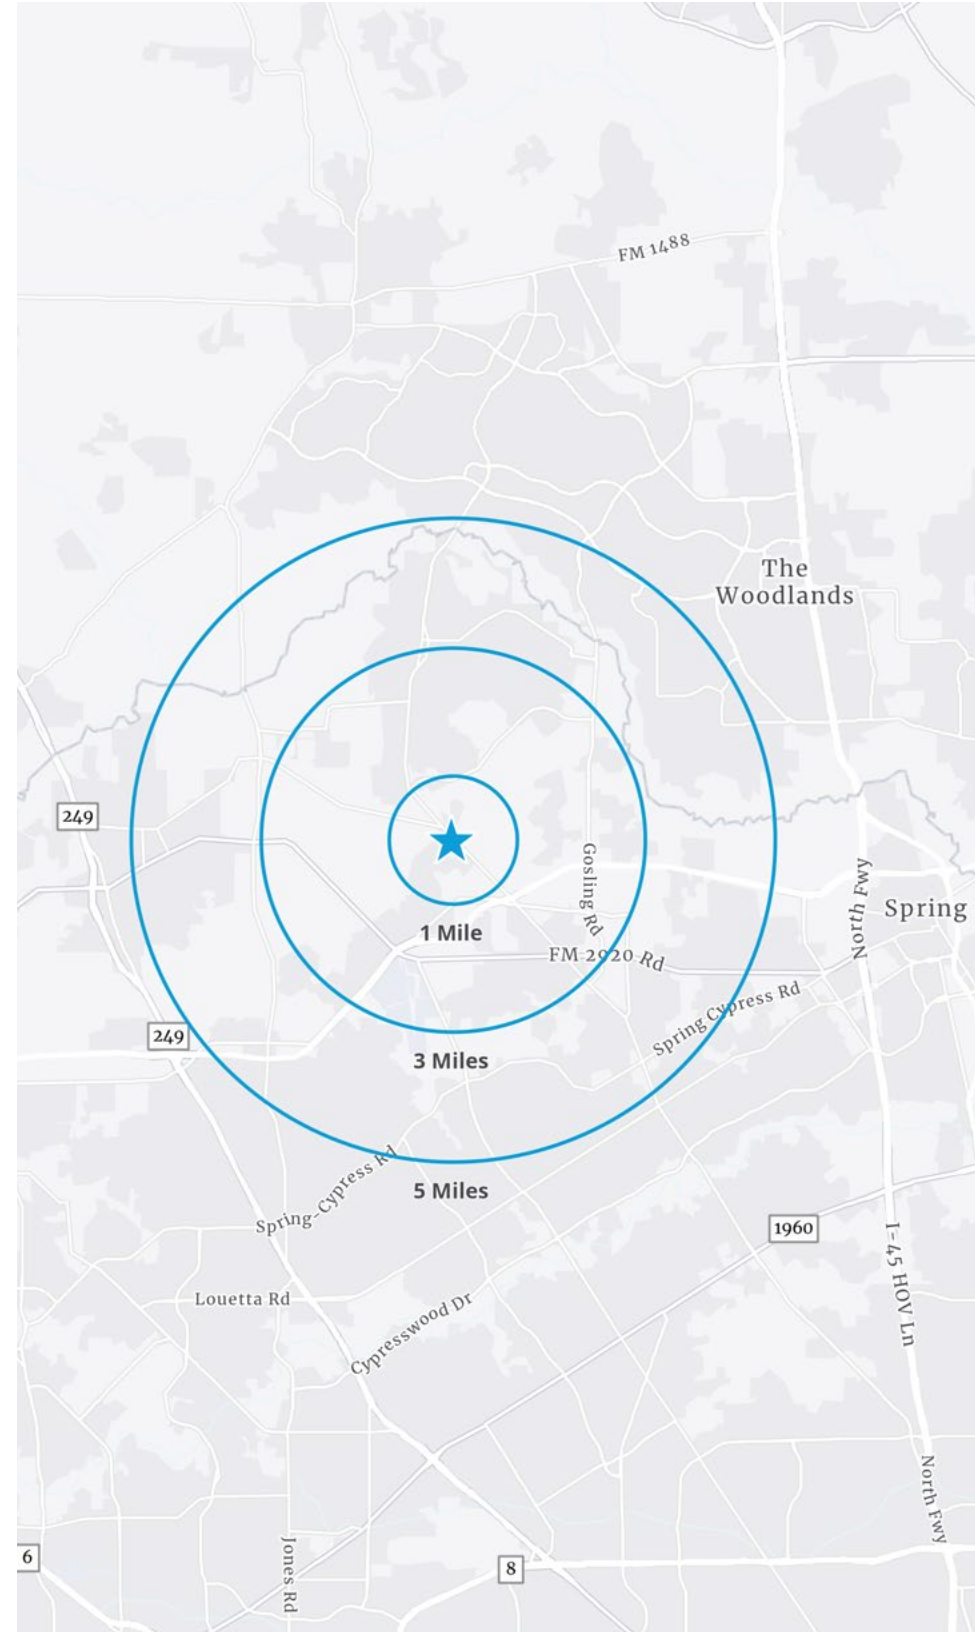 FM 1488
The
Woodlands
249
Gosling Rd
North Fwy
Spring
1 Mile
FM 2920 Rd
Spring Cypress Rd
249
3 Miles
Spring-Cypress Rd
5 Miles
1960
I-45 HOV Ln
Louetta Rd
Cypresswood Dr
North Fwy
Jones Rd
6
8